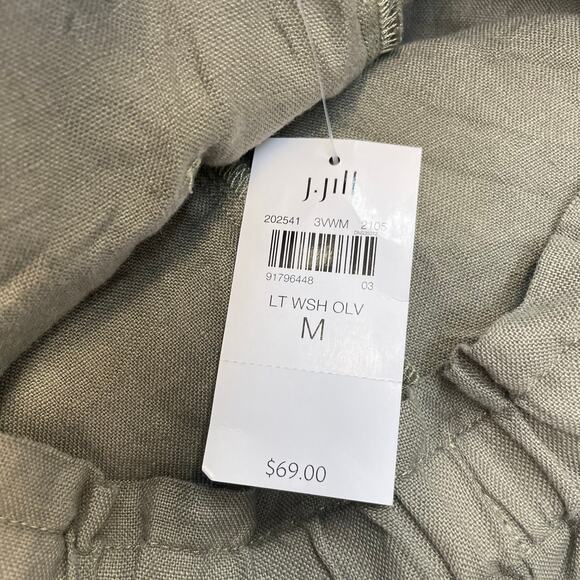 J.Jill
202541 3VWM 2105
91796448 03
LT WSH OLV
M
$69.00